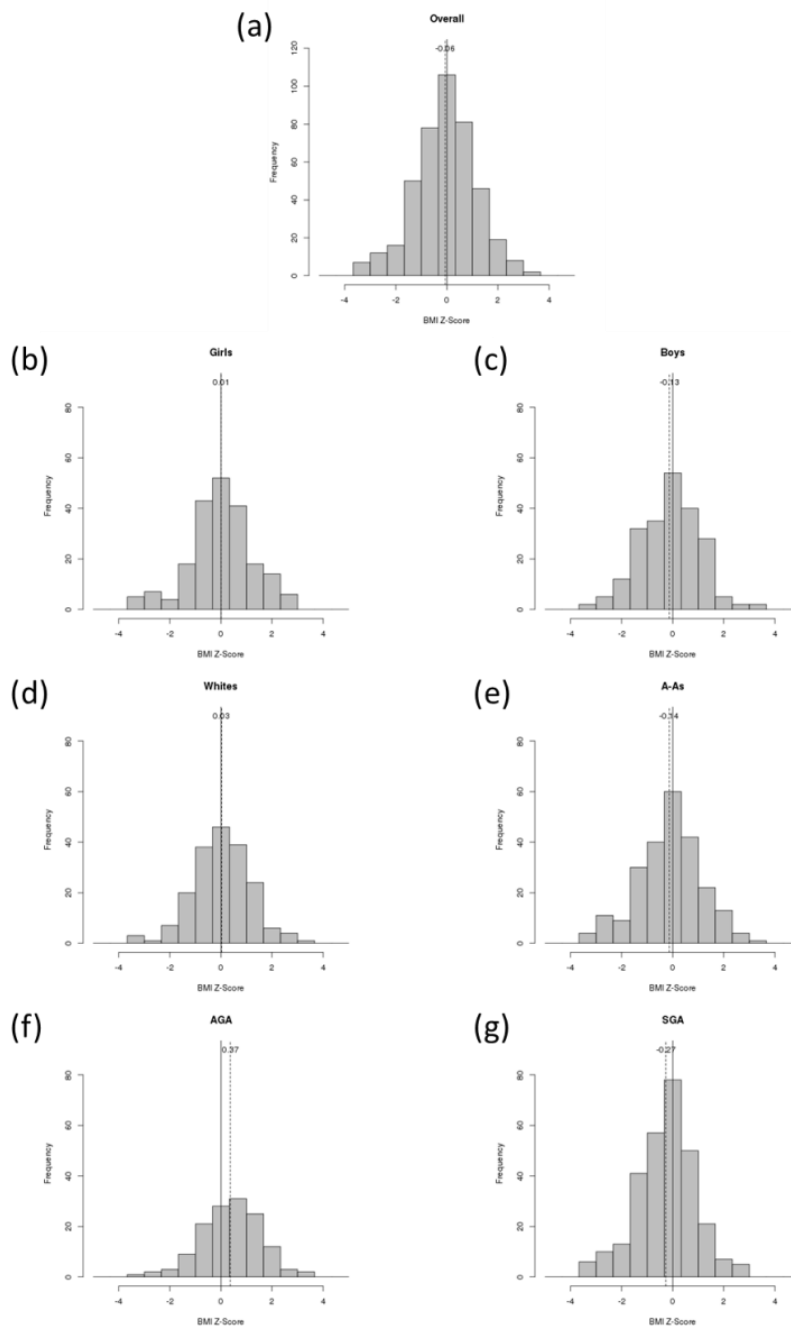 (a)
Overall
-0.06
Frequency
0 20 40 60 80 100 120
-4 -2 0 2 4
BMI Z-Score
(b)
Girls
0.01
Frequency
0 20 40 60 80
-4 -2 0 2 4
BMI Z-Score
(c)
Boys
-0.13
Frequency
0 20 40 60 80
-4 -2 0 2 4
BMI Z-Score
(d)
Whites
0.03
Frequency
0 20 40 60 80
-4 -2 0 2 4
BMI Z-Score
(e)
A-As
-0.14
Frequency
0 20 40 60 80
-4 -2 0 2 4
BMI Z-Score
(f)
AGA
0.37
Frequency
0 20 40 60 80
-4 -2 0 2 4
BMI Z-Score
(g)
SGA
-0.27
Frequency
0 20 40 60 80
-4 -2 0 2 4
BMI Z-Score